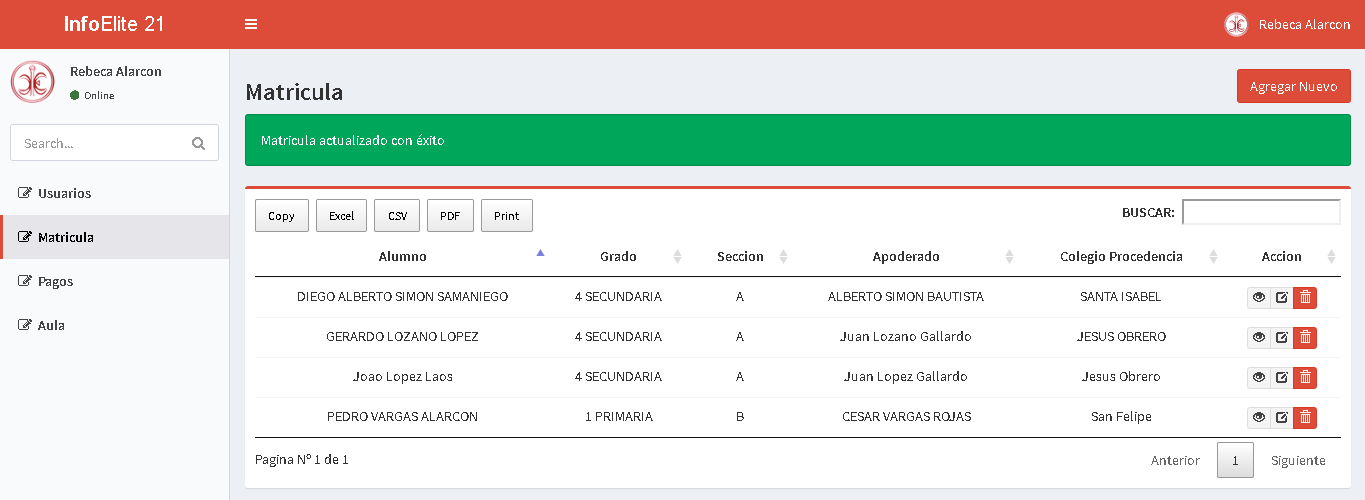 InfoElite 21
Rebeca Alarcon
Rebeca Alarcon
Online
Search...
Usuarios
Matricula
Pagos
Aula
Matricula
Agregar Nuevo
Matricula actualizado con éxito
Copy Excel CSV PDF Print
BUSCAR:
Alumno Grado Seccion Apoderado Colegio Procedencia Accion
DIEGO ALBERTO SIMON SAMANIEGO 4 SECUNDARIA A ALBERTO SIMON BAUTISTA SANTA ISABEL
GERARDO LOZANO LOPEZ 4 SECUNDARIA A Juan Lozano Gallardo JESUS OBRERO
Joao Lopez Laos 4 SECUNDARIA A Juan Lopez Gallardo Jesus Obrero
PEDRO VARGAS ALARCON 1 PRIMARIA B CESAR VARGAS ROJAS San Felipe
Pagina Nº 1 de 1
Anterior 1 Siguiente